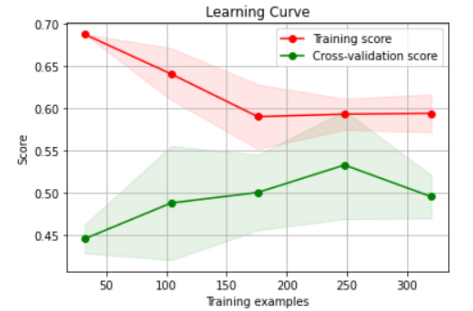 Learning Curve
Training score
Cross-validation score
0.70
0.65
0.60
0.55
0.50
0.45
Score
50
100
150
200
250
300
Training examples